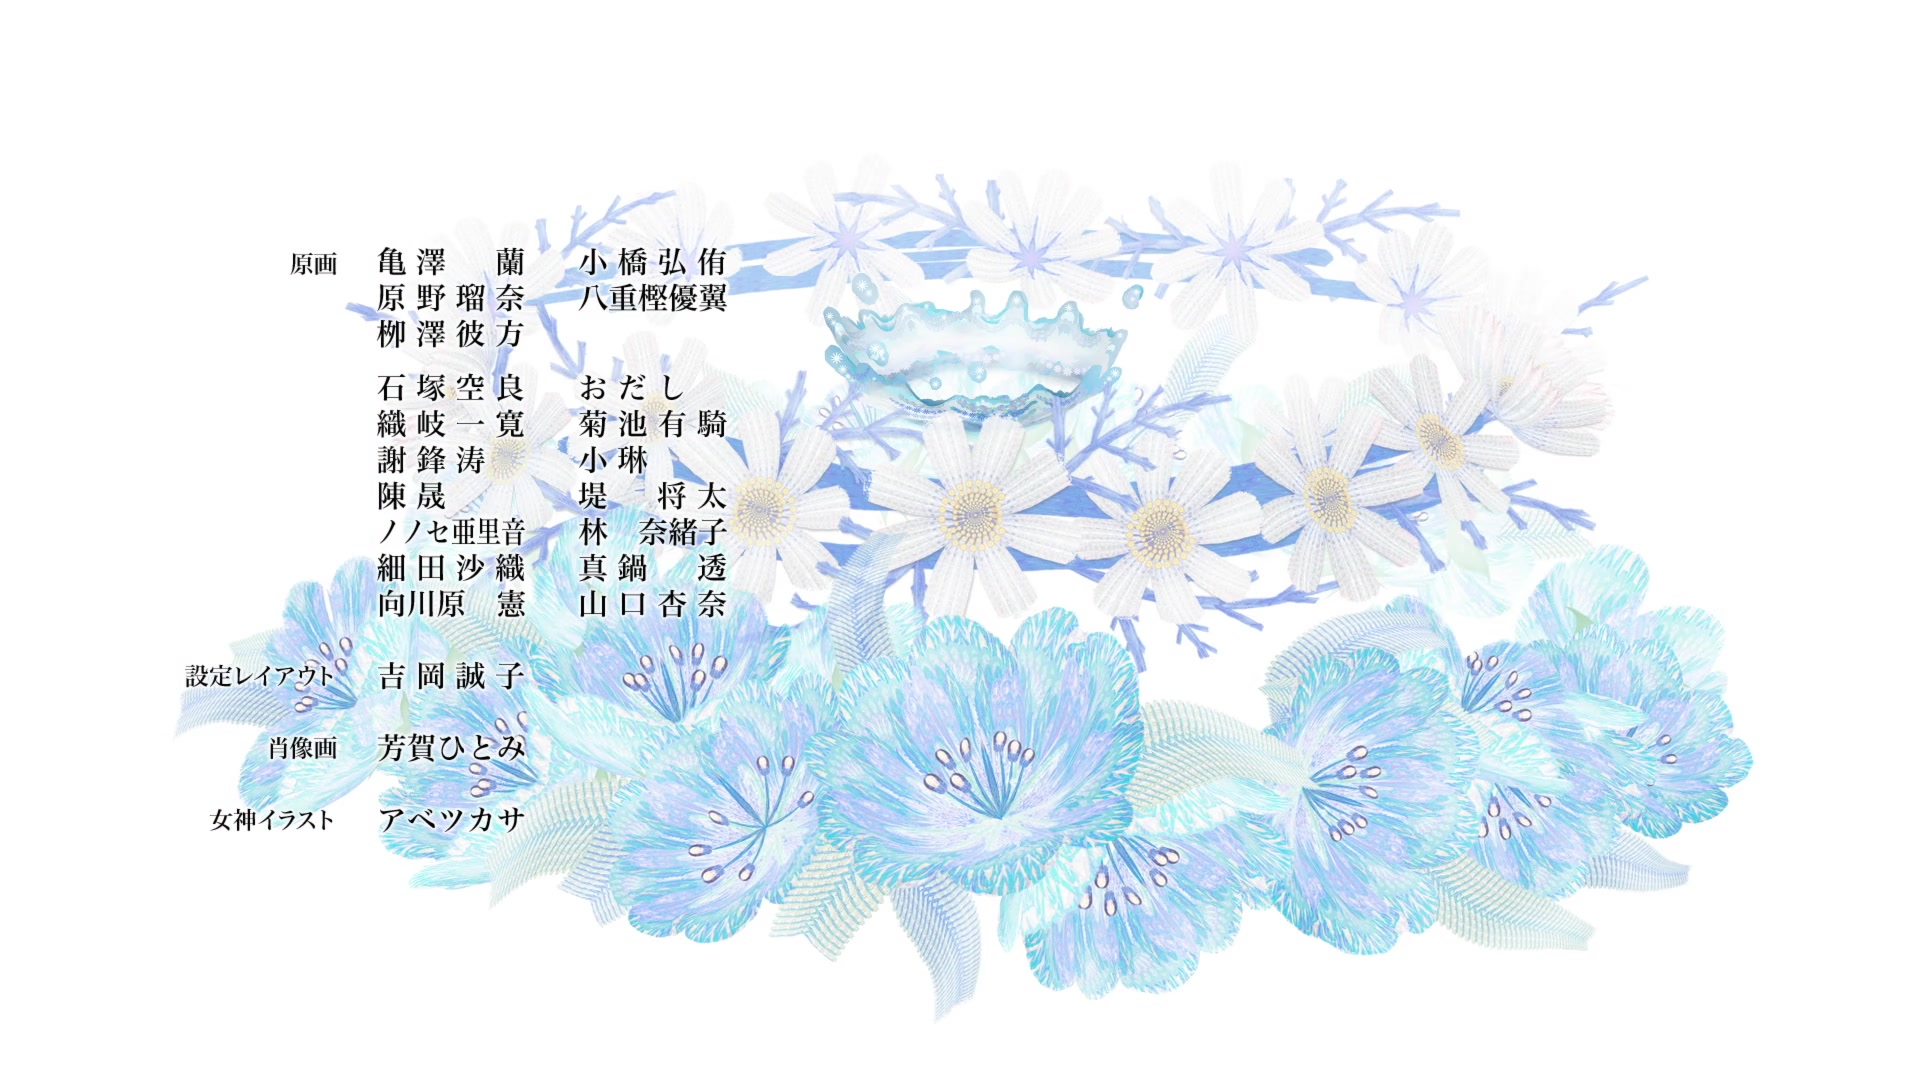 原画 亀澤 蘭 小橋弘侑
原野瑠奈 八重樫優翼
栁澤彼方
石塚空良 おだし
織岐一寛 菊池有騎
謝鋒涛 小琳
陳晟 堤 将太
ノノセ亜里音 林 奈緒子
細田沙織 真鍋 透
向川原 憲 山口杏奈
設定レイアウト 吉岡誠子
肖像画 芳賀ひとみ
女神イラスト アベツカサ